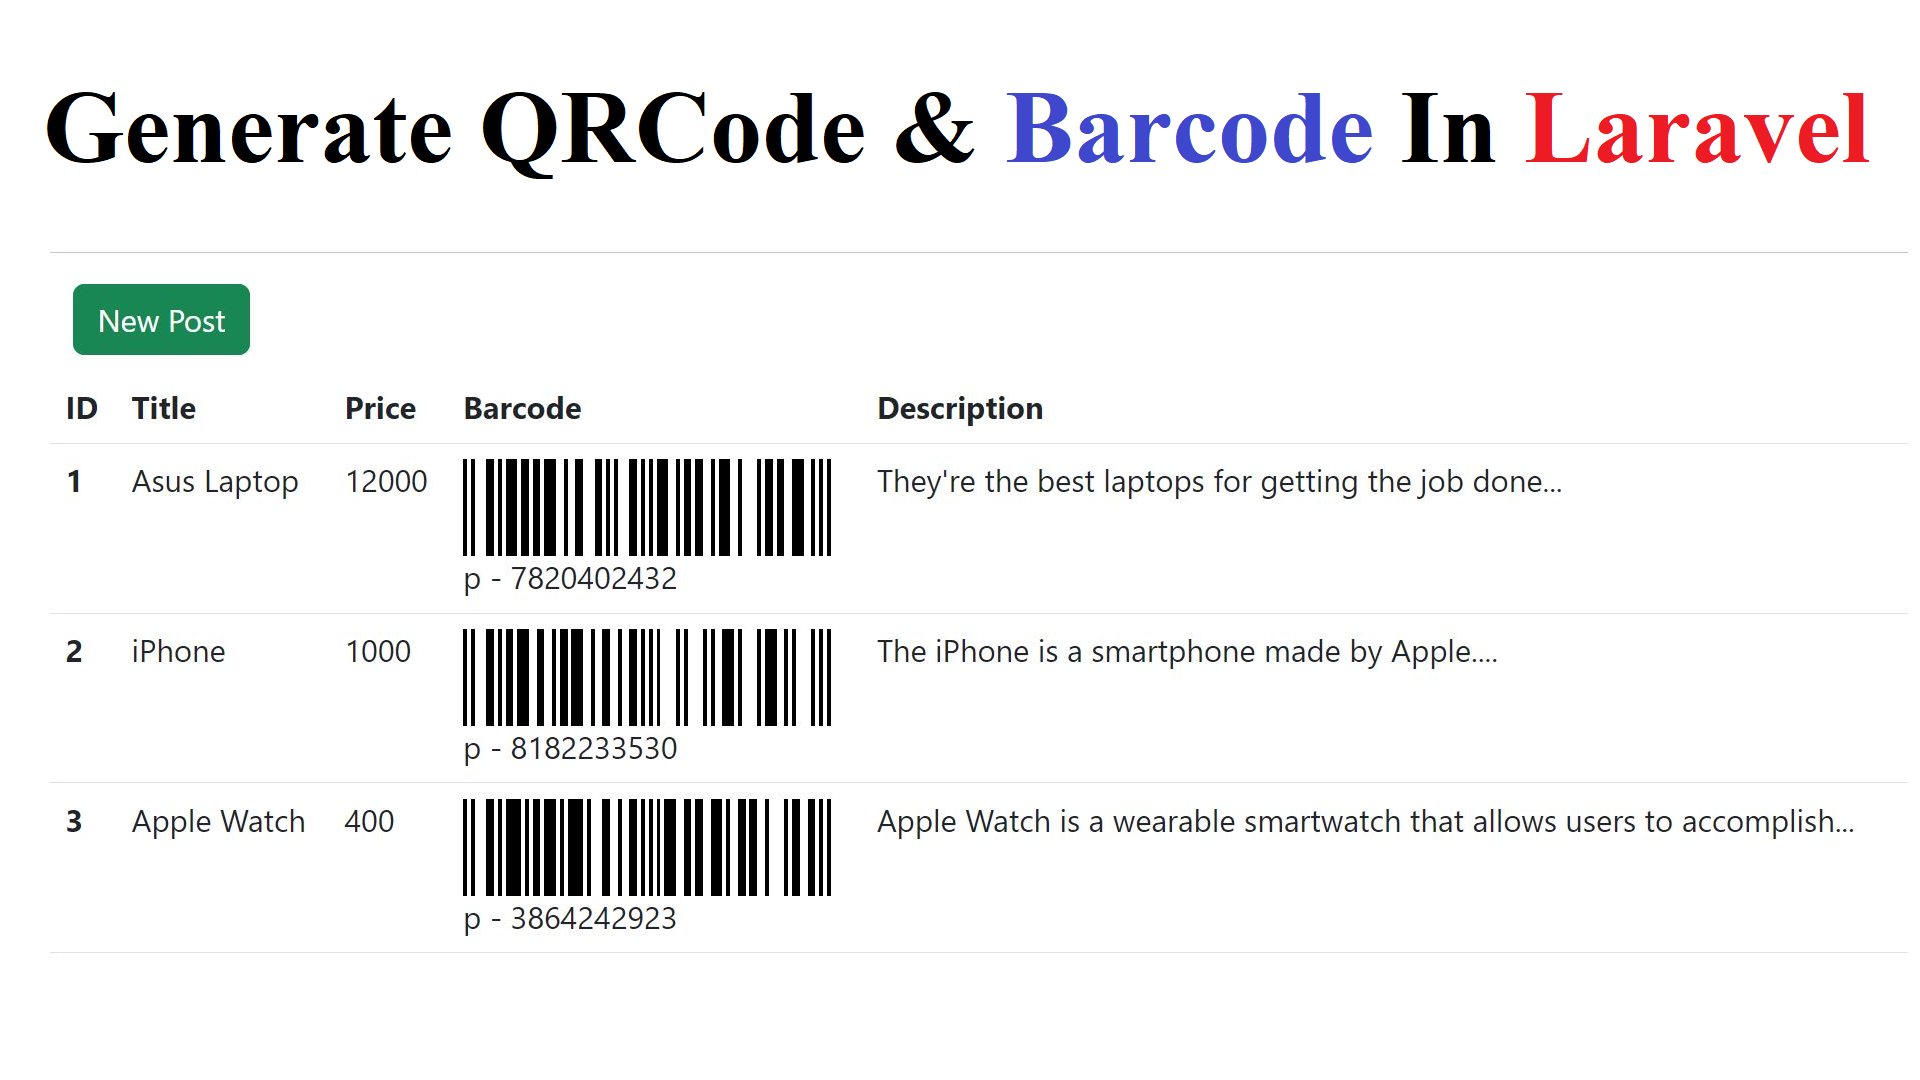 Generate QRCode & Barcode In Laravel
New Post
ID Title Price Barcode Description
1 Asus Laptop 12000 They're the best laptops for getting the job done...
p - 7820402432
2 iPhone 1000 The iPhone is a smartphone made by Apple....
p - 8182233530
3 Apple Watch 400 Apple Watch is a wearable smartwatch that allows users to accomplish...
p - 3864242923